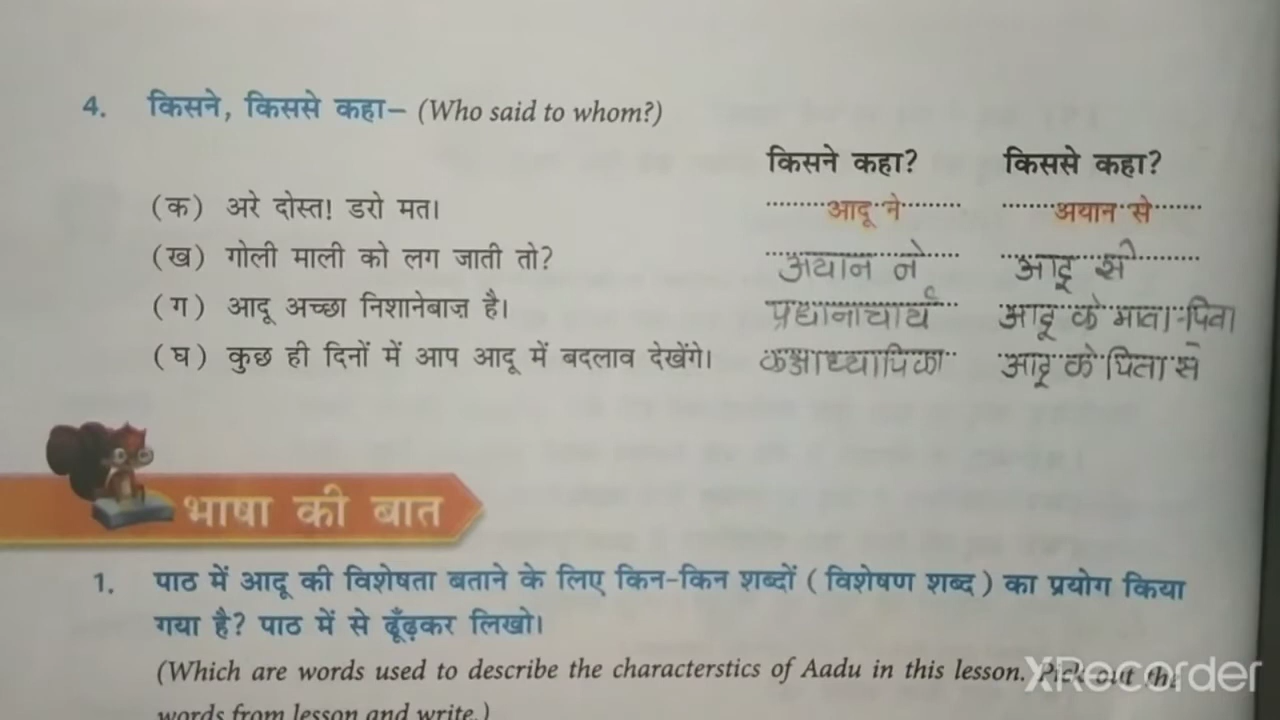 4. किसने, किससे कहा– (Who said to whom?)
किसने कहा? किससे कहा?
(क) अरे दोस्त! डरो मत। आदू ने अयान से
(ख) गोली माली को लग जाती तो? अयान ने आदू से
(ग) आदू अच्छा निशानेबाज़ है। प्रधानाचार्य आदू के माता-पिता
(घ) कुछ ही दिनों में आप आदू में बदलाव देखेंगे। कक्षाध्यापिका आदू के पिता से
भाषा की बात
1. पाठ में आदू की विशेषता बताने के लिए किन-किन शब्दों (विशेषण शब्द) का प्रयोग किया
गया है? पाठ में से ढूँढ़कर लिखो।
(Which are words used to describe the characterstics of Aadu in this lesson. Pick out the
words from lesson and write.)
XRecorder